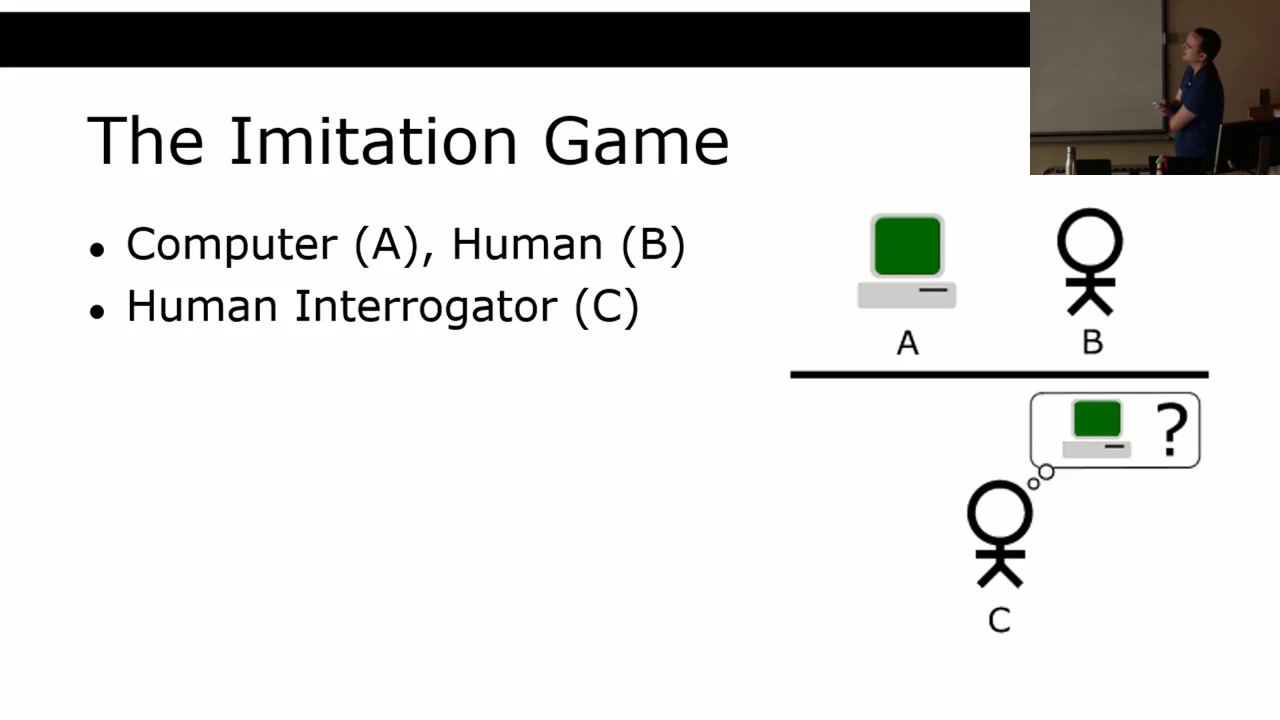 The Imitation Game
• Computer (A), Human (B)
• Human Interrogator (C)
A
B
?
C